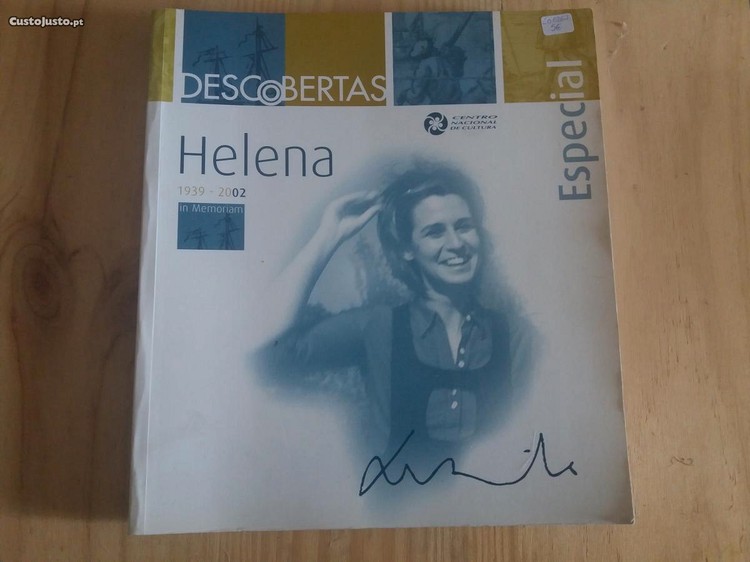 CustoJusto.pt
DESCOBERTAS
Especial
CENTRO
NACIONAL
DE CULTURA
Helena
1939 - 2002
in Memoriam